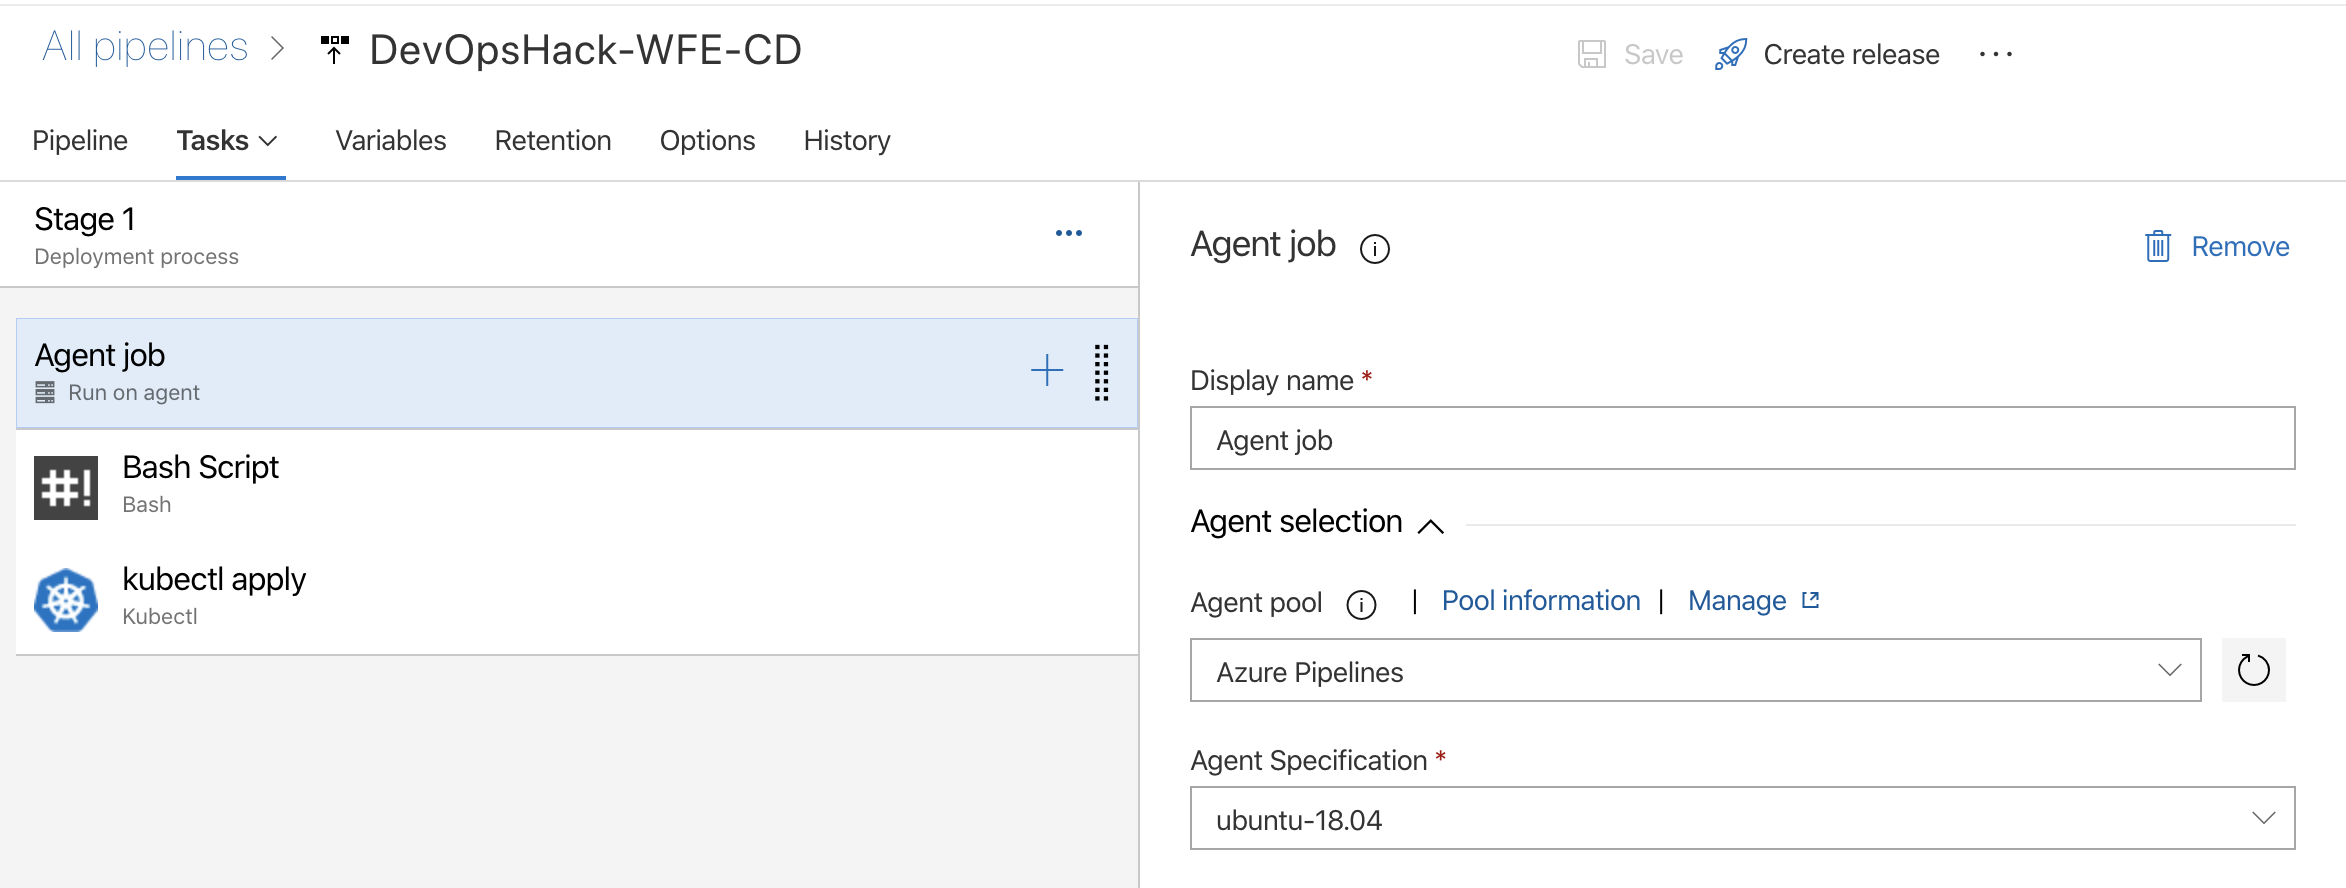 All pipelines > DevOpsHack-WFE-CD
Save Create release ...
Pipeline Tasks Variables Retention Options History
Stage 1
Deployment process
Agent job
Run on agent
#! Bash Script
Bash
kubectl apply
Kubectl
Agent job
Remove
Display name *
Agent job
Agent selection
Agent pool | Pool information | Manage
Azure Pipelines
Agent Specification *
ubuntu-18.04